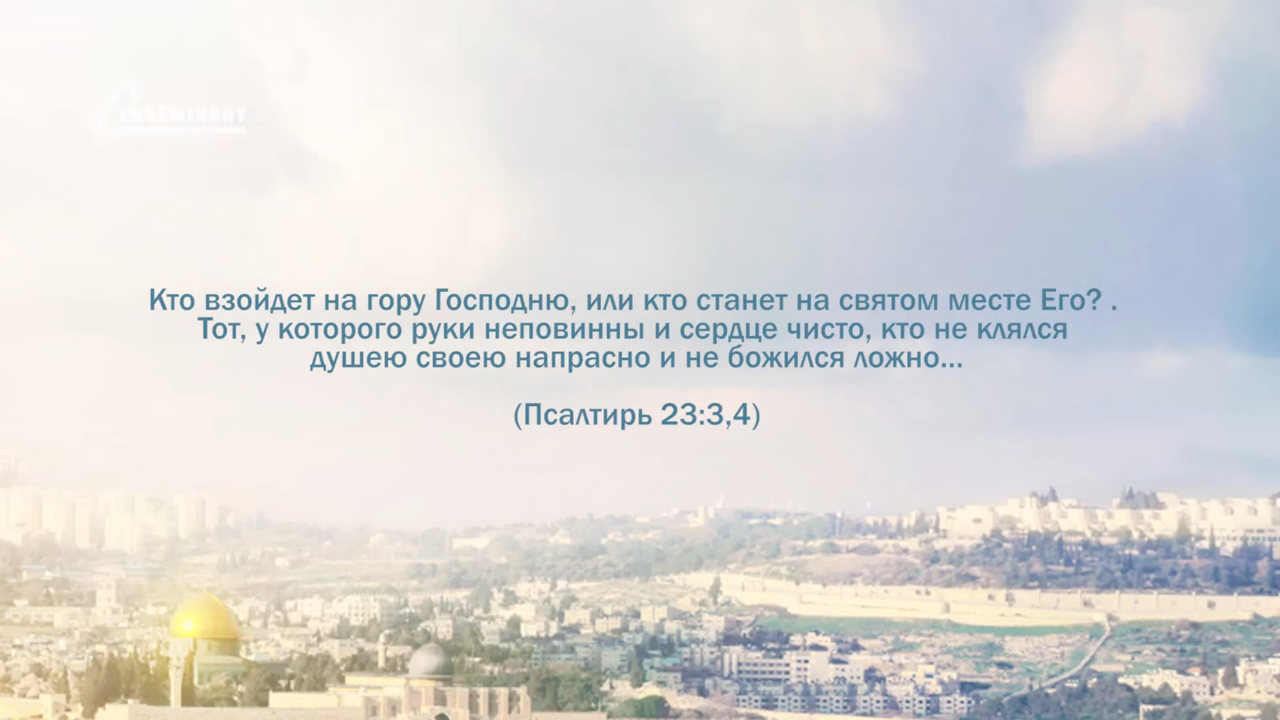 Кто взойдет на гору Господню, или кто станет на святом месте Его? .
Тот, у которого руки неповинны и сердце чисто, кто не клялся
душею своею напрасно и не божился ложно...
(Псалтирь 23:3,4)